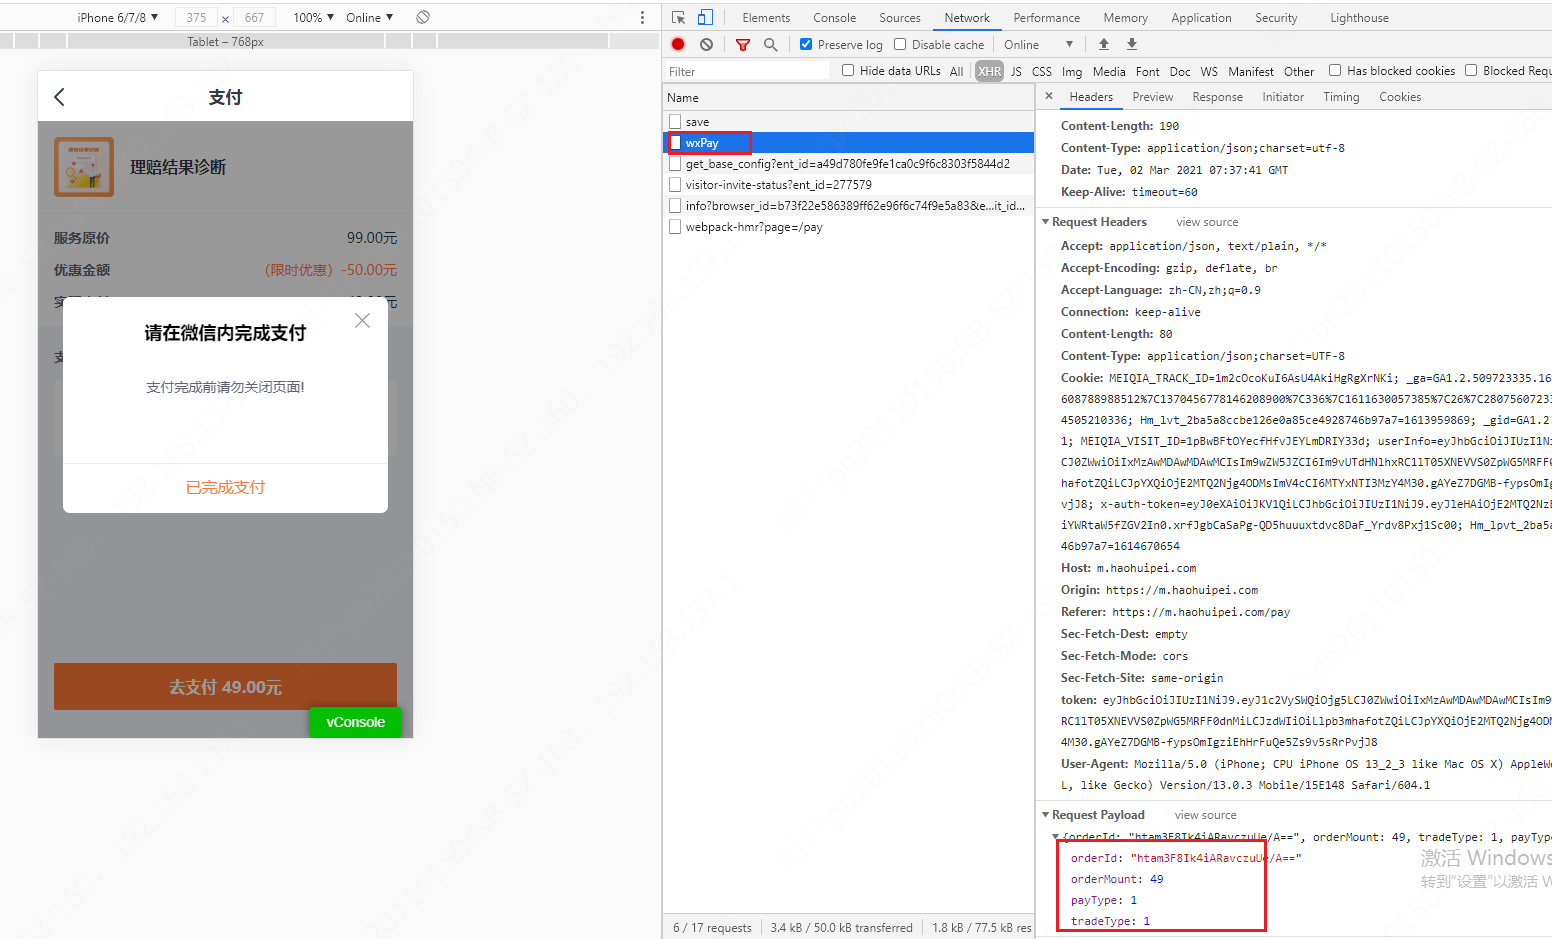 iPhone 6/7/8 ▼ 375 x 667 100% ▼ Online ▼
Tablet – 768px
支付
理赔结果诊断
理赔结果诊断
服务原价 99.00元
优惠金额 （限时优惠）-50.00元
请在微信内完成支付
支付完成前请勿关闭页面!
已完成支付
去支付 49.00元
vConsole
Elements Console Sources Network Performance Memory Application Security Lighthouse
Preserve log Disable cache Online ▼
Filter Hide data URLs All XHR JS CSS Img Media Font Doc WS Manifest Other Has blocked cookies Blocked Requ
Name
save
wxPay
get_base_config?ent_id=a49d780fe9fe1ca0c9f6c8303f5844d2
visitor-invite-status?ent_id=277579
info?browser_id=b73f22e586389ff62e96f6c74f9e5a83&e...it_id...
webpack-hmr?page=/pay
6 / 17 requests 3.4 kB / 50.0 kB transferred 1.8 kB / 77.5 kB res
× Headers Preview Response Initiator Timing Cookies
Content-Length: 190
Content-Type: application/json;charset=utf-8
Date: Tue, 02 Mar 2021 07:37:41 GMT
Keep-Alive: timeout=60
▼ Request Headers view source
Accept: application/json, text/plain, */*
Accept-Encoding: gzip, deflate, br
Accept-Language: zh-CN,zh;q=0.9
Connection: keep-alive
Content-Length: 80
Content-Type: application/json;charset=UTF-8
Cookie: MEIQIA_TRACK_ID=1m2cOcoKuI6AsU4AkiHgRgXrNKi; _ga=GA1.2.509723335.16
608788988512%7C1370456778146208900%7C336%7C1611630057385%7C26%7C2807560723
4505210336; Hm_lvt_2ba5a8ccbe126e0a85ce4928746b97a7=1613959869; _gid=GA1.2.
1; MEIQIA_VISIT_ID=1pBwBFtOYecfHfvJEYLmDRIY33d; userInfo=eyJhbGciOiJIUzI1Ni
CJ0ZWwiOiIxMzAwMDAwMDAwMCIsIm9wZW5JZCI6Im9vUTdHNlhxRC1lT05XNEVVS0ZpWG5MRFF0
hafotZQiLCJpYXQiOjE2MTQ2Njg4ODMsImV4cCI6MTYxNTI3MzY4M30.gAYeZ7DGMB-fypsOmIg
vjJ8; x-auth-token=eyJ0eXAiOiJKV1QiLCJhbGciOiJIUzI1NiJ9.eyJleHAiOjE2MTQ2NzE
iYWRtaW5fZGV2In0.xrfJgbCaSaPg-QD5huuuxtdvc8DaF_Yrdv8Pxj1Sc00; Hm_lpvt_2ba5a
46b97a7=1614670654
Host: m.haohuipei.com
Origin: https://m.haohuipei.com
Referer: https://m.haohuipei.com/pay
Sec-Fetch-Dest: empty
Sec-Fetch-Mode: cors
Sec-Fetch-Site: same-origin
token: eyJhbGciOiJIUzI1NiJ9.eyJ1c2VySWQiOjg5LCJ0ZWwiOiIxMzAwMDAwMDAwMCIsIm9
RC1lT05XNEVVS0ZpWG5MRFF0dnMiLCJzdWIiOiLlpb3mhafotZQiLCJpYXQiOjE2MTQ2Njg4ODM
4M30.gAYeZ7DGMB-fypsOmIgziEhHrFuQe5Zs9v5sRrPvjJ8
User-Agent: Mozilla/5.0 (iPhone; CPU iPhone OS 13_2_3 like Mac OS X) AppleWe
L, like Gecko) Version/13.0.3 Mobile/15E148 Safari/604.1
▼ Request Payload view source
▼ {orderId: "htam3F8Ik4iARavczuUe/A==", orderMount: 49, tradeType: 1, payType
orderId: "htam3F8Ik4iARavczuUe/A=="
orderMount: 49
payType: 1
tradeType: 1
激活 Windows
转到"设置"以激活 W